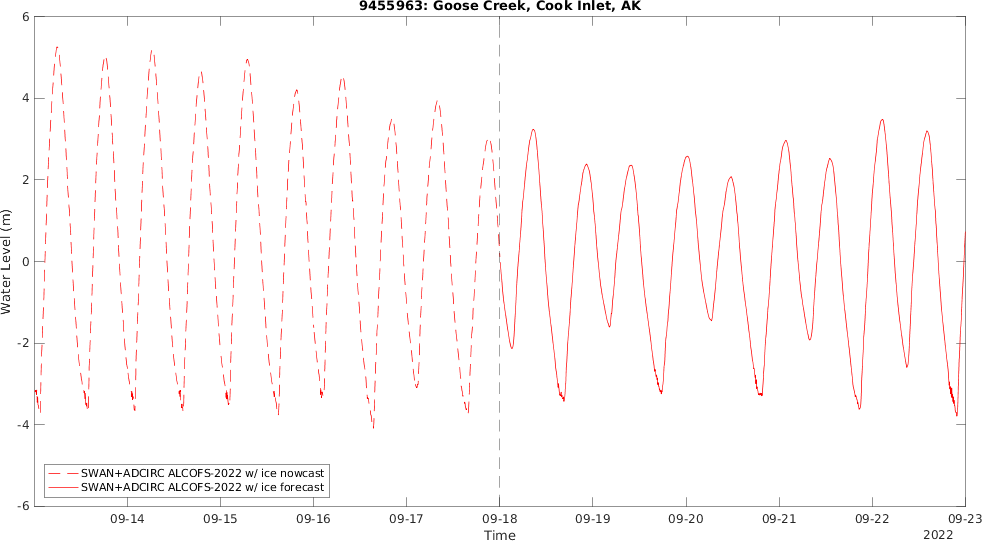 9455963: Goose Creek, Cook Inlet, AK
6
4
2
0
-2
-4
-6
Water Level (m)
SWAN+ADCIRC ALCOFS-2022 w/ ice nowcast
SWAN+ADCIRC ALCOFS-2022 w/ ice forecast
09-14 09-15 09-16 09-17 09-18 09-19 09-20 09-21 09-22 09-23
Time
2022